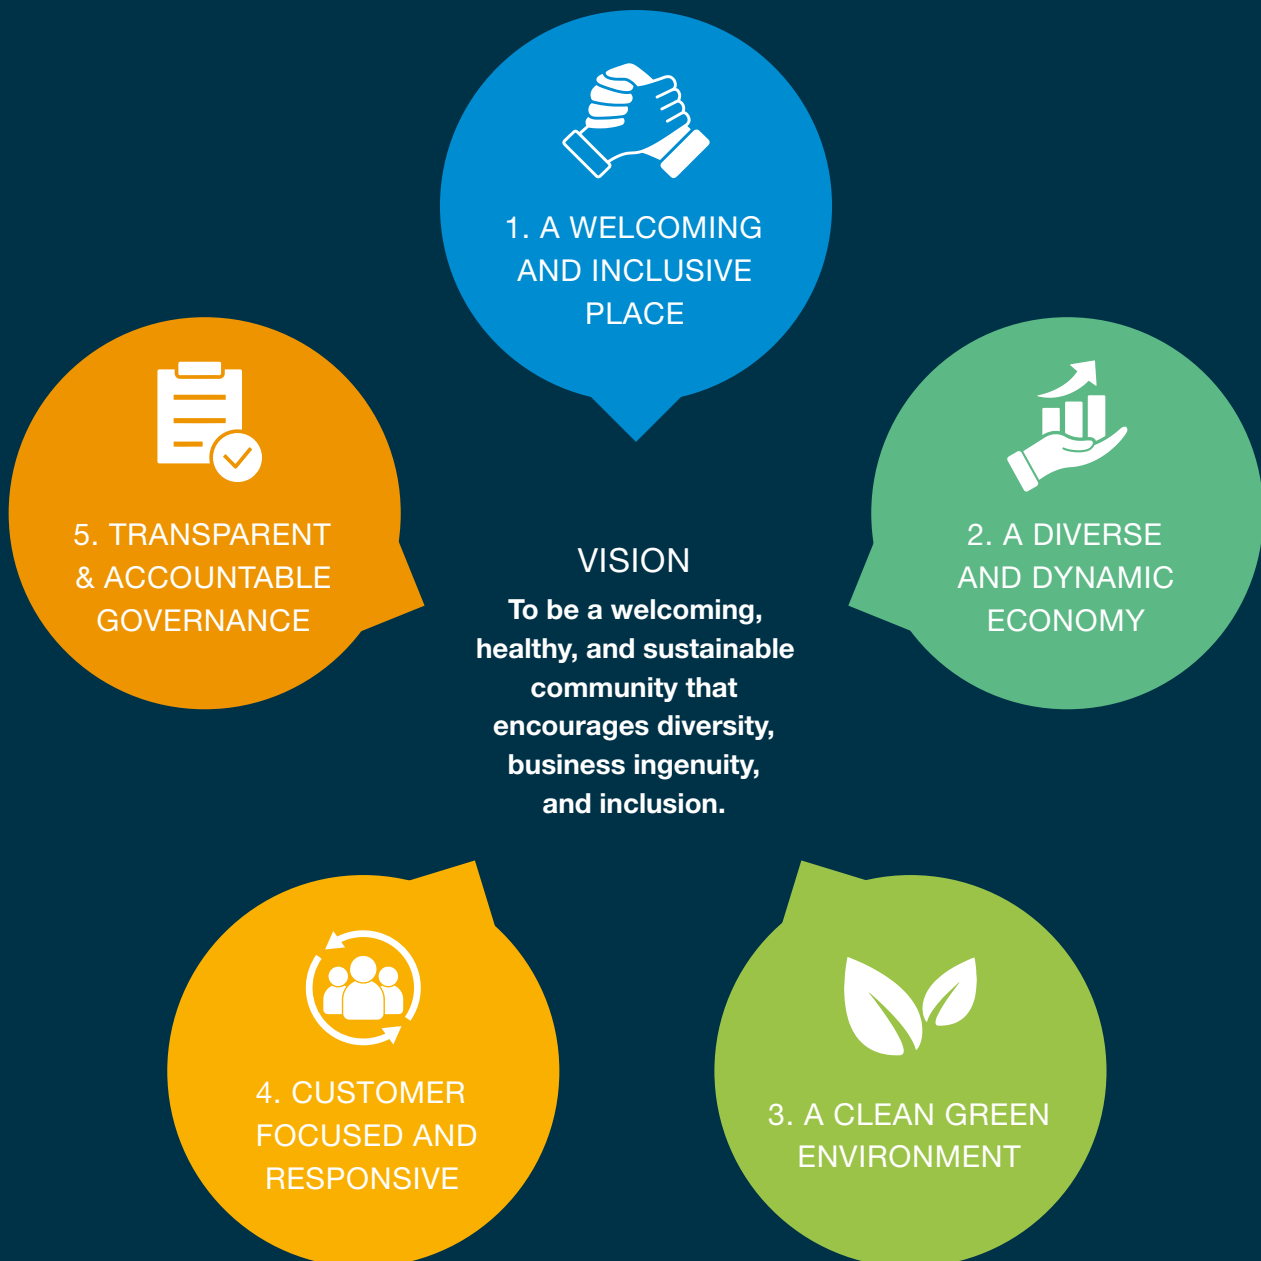 1. A WELCOMING
AND INCLUSIVE
PLACE
2. A DIVERSE
AND DYNAMIC
ECONOMY
3. A CLEAN GREEN
ENVIRONMENT
4. CUSTOMER
FOCUSED AND
RESPONSIVE
5. TRANSPARENT
& ACCOUNTABLE
GOVERNANCE
VISION
To be a welcoming,
healthy, and sustainable
community that
encourages diversity,
business ingenuity,
and inclusion.